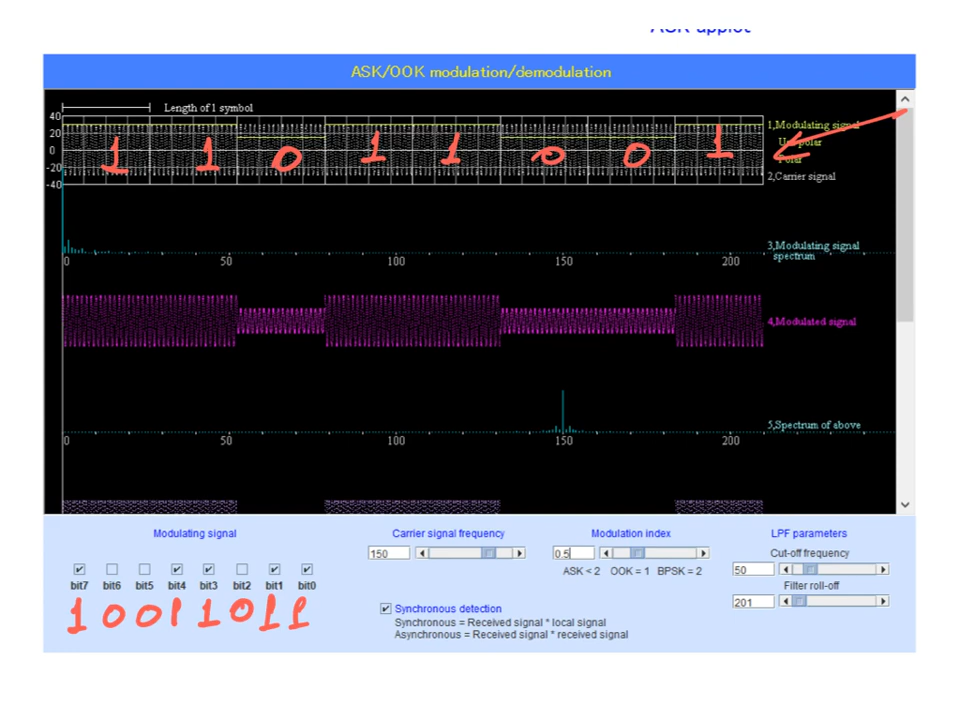 ASK applet
ASK/OOK modulation/demodulation
Length of 1 symbol
40
20
0
-20
-40
1 1 0 1 1 0 0 1
1,Modulating signal
Unipolar
Polar
2,Carrier signal
3,Modulating signal
spectrum
0 50 100 150 200
4,Modulated signal
5,Spectrum of above
0 50 100 150 200
Modulating signal
bit7 bit6 bit5 bit4 bit3 bit2 bit1 bit0
1 0 0 1 1 0 1 1
Carrier signal frequency
150
Modulation index
0.5
ASK < 2 OOK = 1 BPSK = 2
Synchronous detection
Synchronous = Received signal * local signal
Asynchronous = Received signal * received signal
LPF parameters
Cut-off frequency
50
Filter roll-off
201